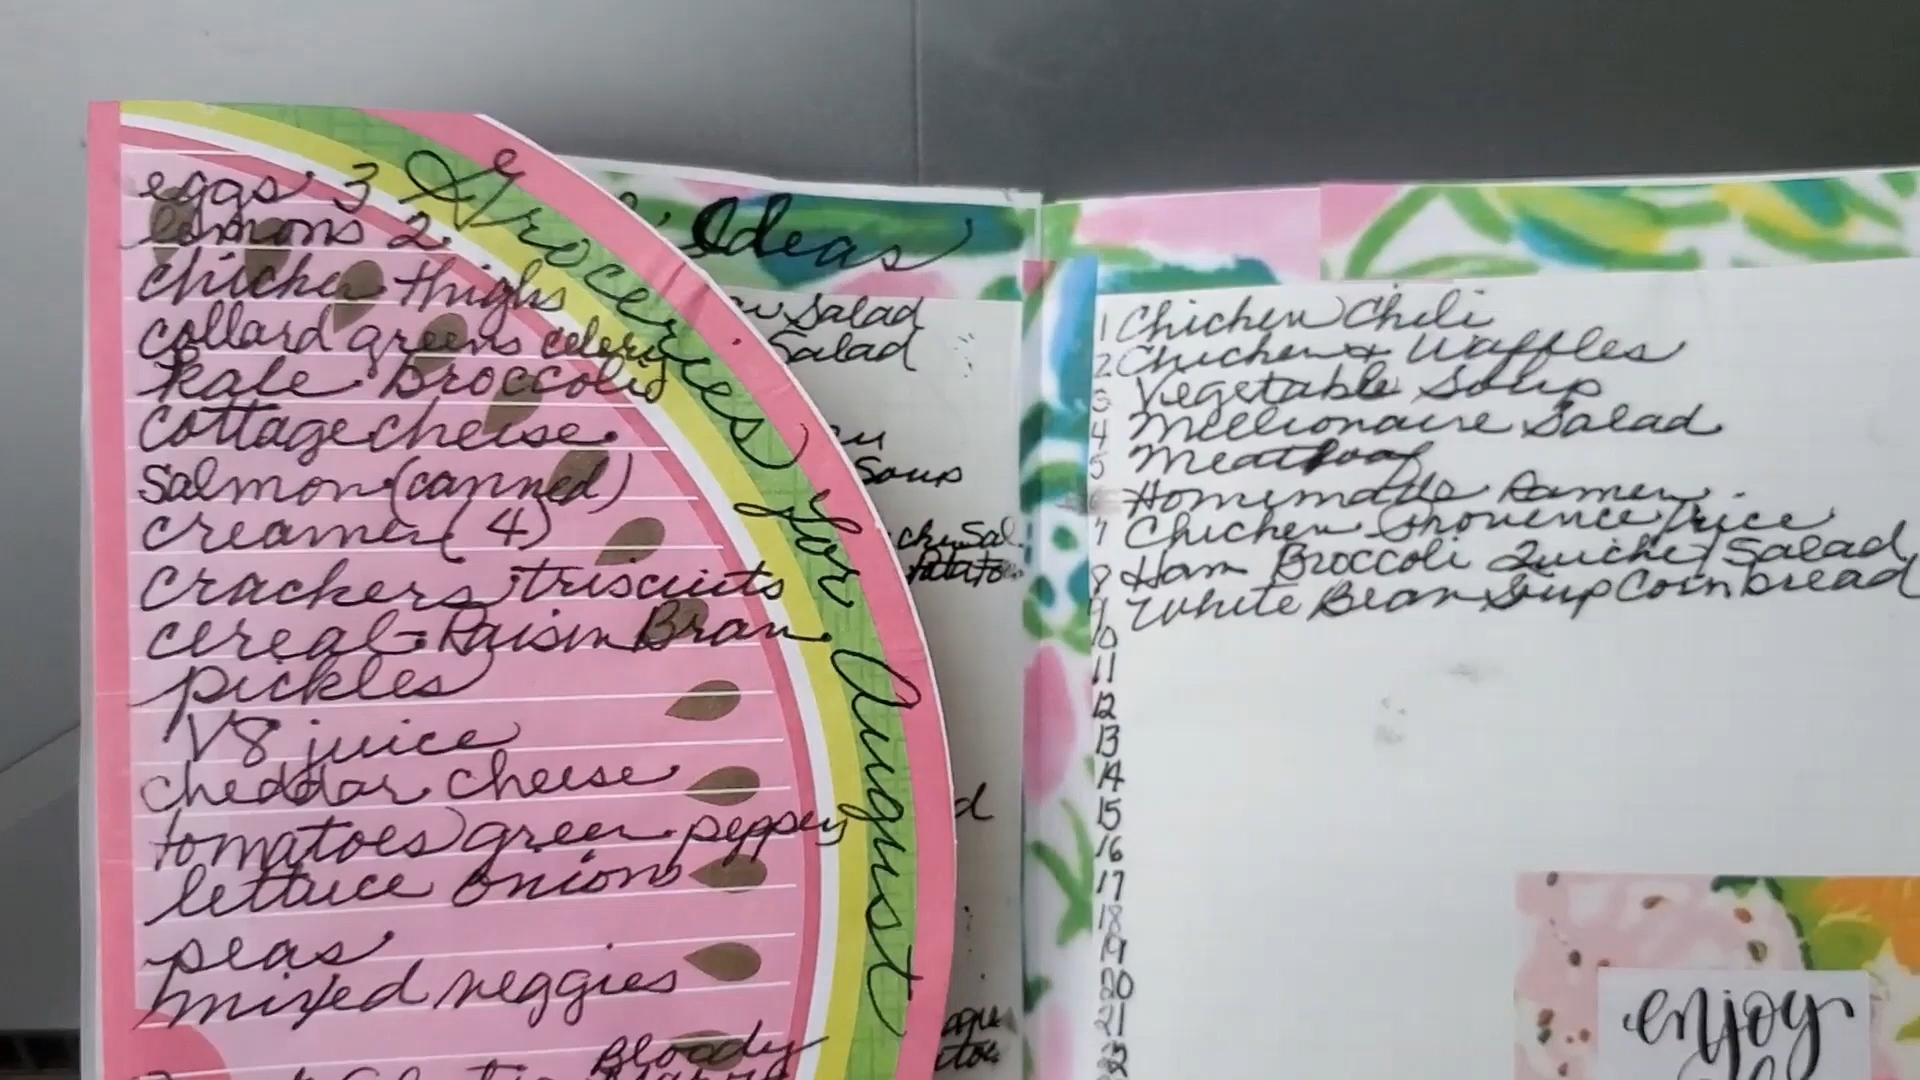 Groceries for August
eggs 3
lemons 2
chicken thighs
collard greens celery
kale broccoli
cottage cheese
salmon (canned)
creamer (4)
crackers triscuits
cereal-Raisin Bran
pickles
V8 juice
cheddar cheese
tomatoes green peppers
lettuce onions
peas
mixed veggies
Bloody
Ideas
Salad
Salad
Soup
1 Chicken Chili
2 Chicken & Waffles
3 Vegetable Soup
4 Millionaire Salad
5 Meatloaf
6 Homemade Ramen
7 Chicken Provence/rice
8 Ham Broccoli Quiche/Salad
9 White Bean Soup Cornbread
10
11
12
13
14
15
16
17
18
19
20
21
22
enjoy